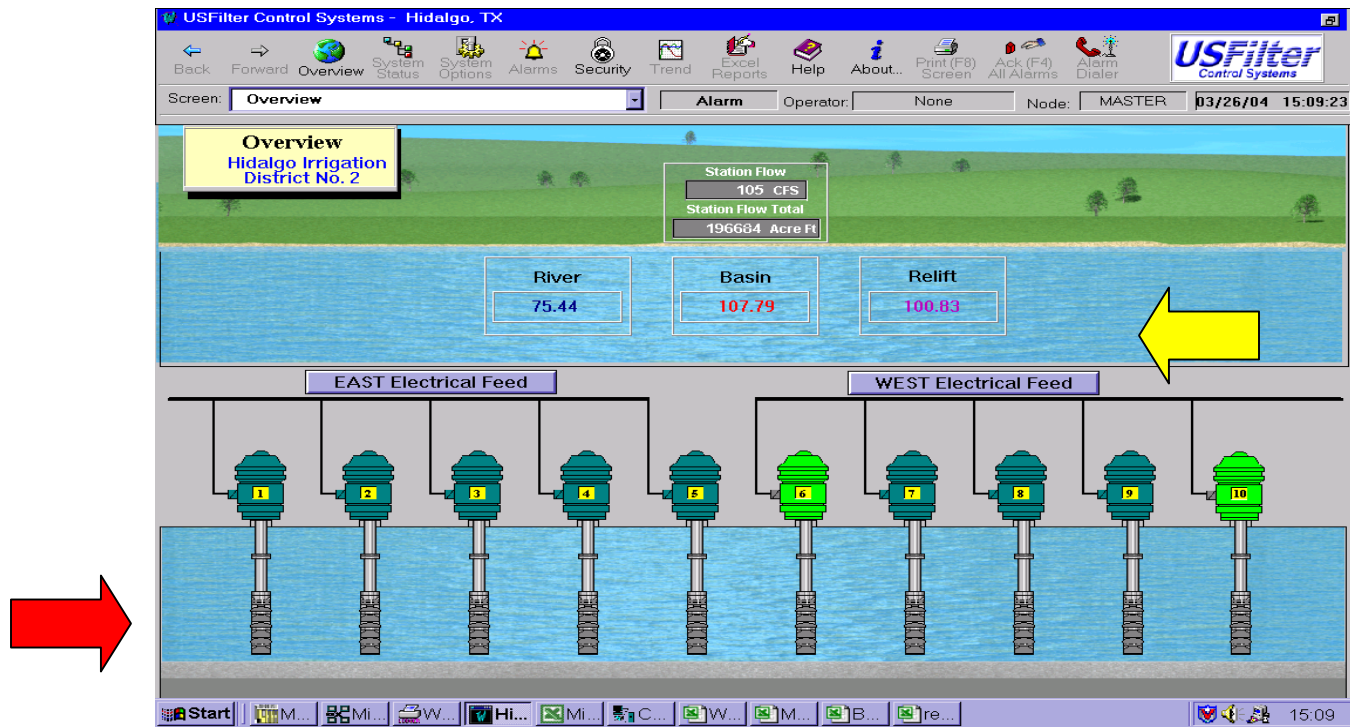 USFilter Control Systems - Hidalgo, TX
Back Forward Overview System Status System Options Alarms Security Trend Excel Reports Help About... Print (F8) Screen Ack (F4) All Alarms Alarm Dialer
USFilter
Control Systems
Screen: Overview Alarm Operator: None Node: MASTER 03/26/04 15:09:23
Overview
Hidalgo Irrigation
District No. 2
Station Flow
105 CFS
Station Flow Total
196684 Acre Ft
River Basin Relift
75.44 107.79 100.83
EAST Electrical Feed WEST Electrical Feed
1 2 3 4 5 6 7 8 9 10
Start M... Mi... W... Hi... Mi... C... W... M... B... re... 15:09